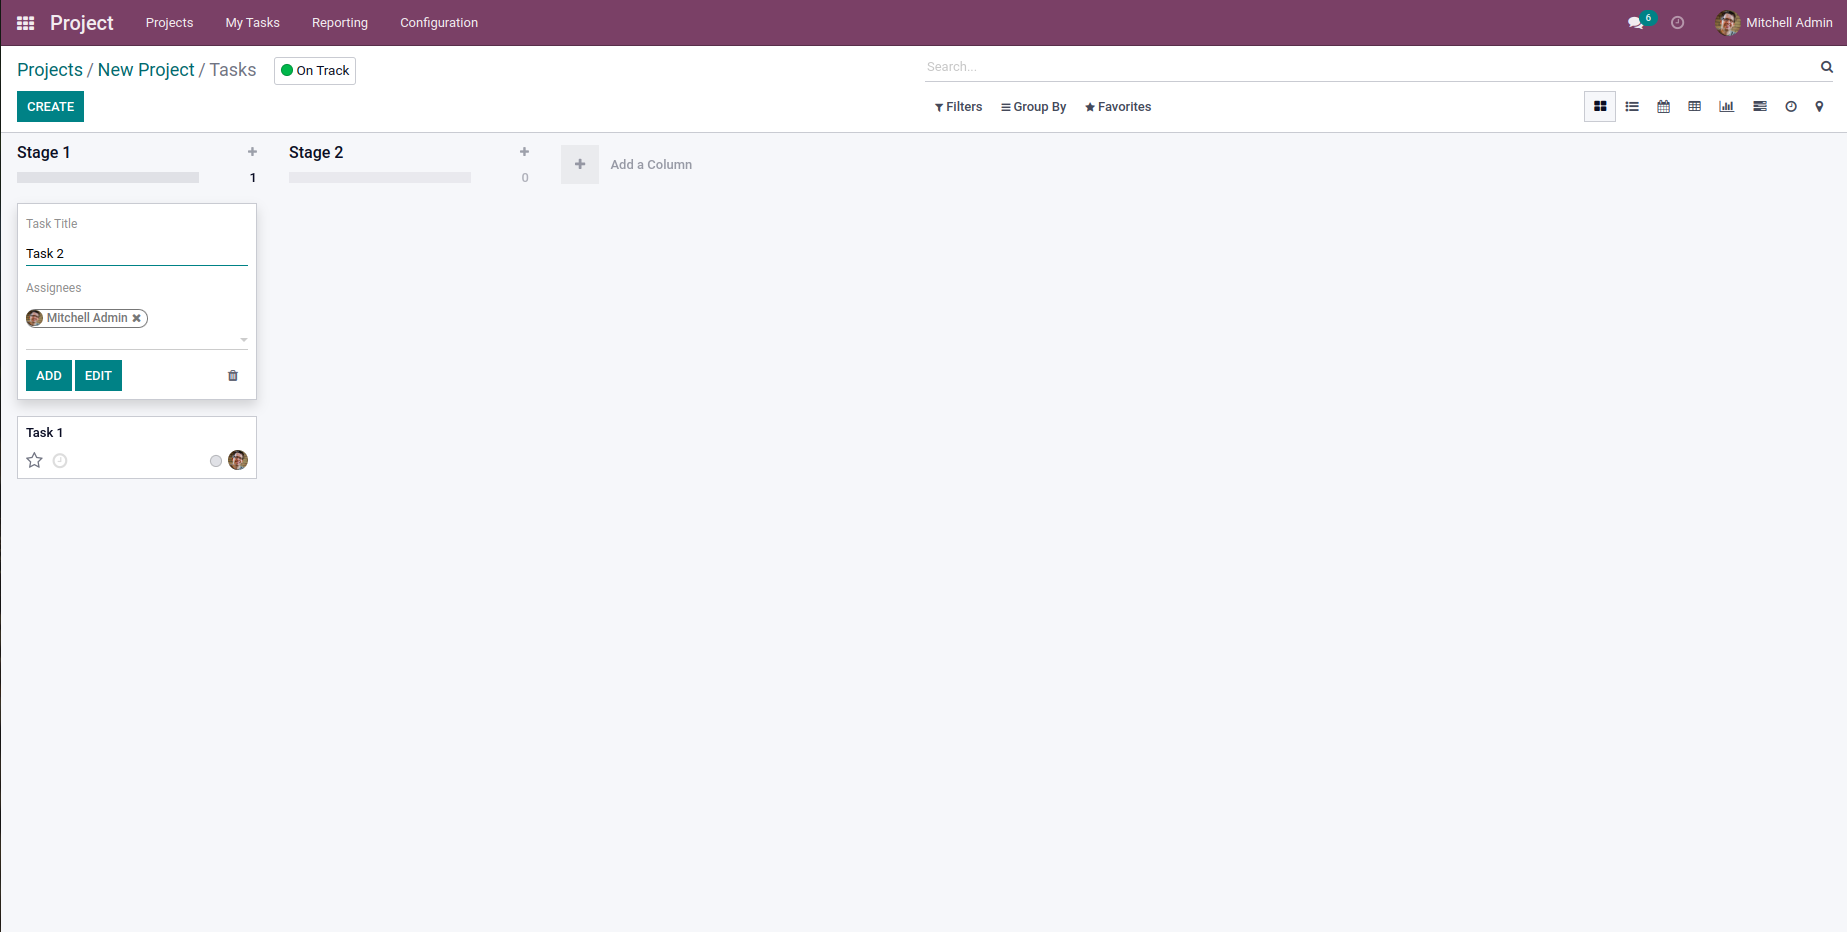 Project Projects My Tasks Reporting Configuration 6 Mitchell Admin
Projects / New Project / Tasks On Track Search...
CREATE Filters Group By Favorites
Stage 1 + Stage 2 + + Add a Column
1 0
Task Title
Task 2
Assignees
Mitchell Admin
ADD EDIT
Task 1